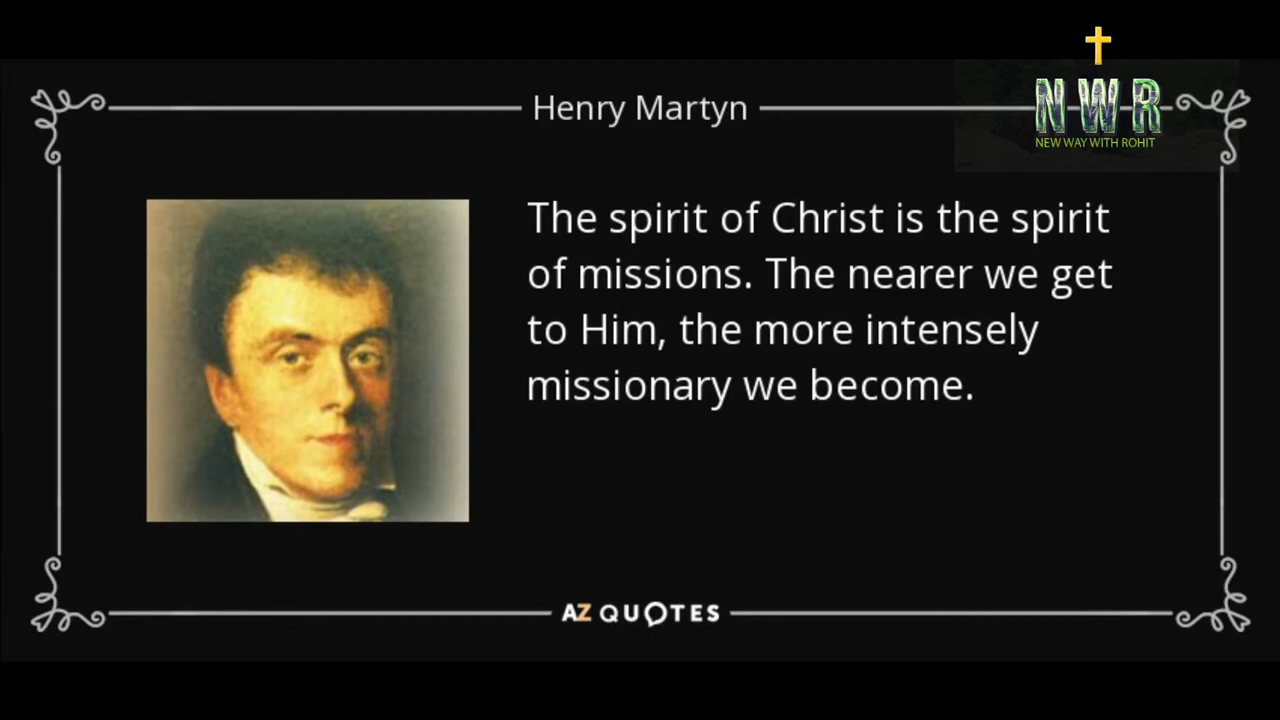 Henry Martyn
NWR
NEW WAY WITH ROHIT
The spirit of Christ is the spirit
of missions. The nearer we get
to Him, the more intensely
missionary we become.
AZ QUOTES